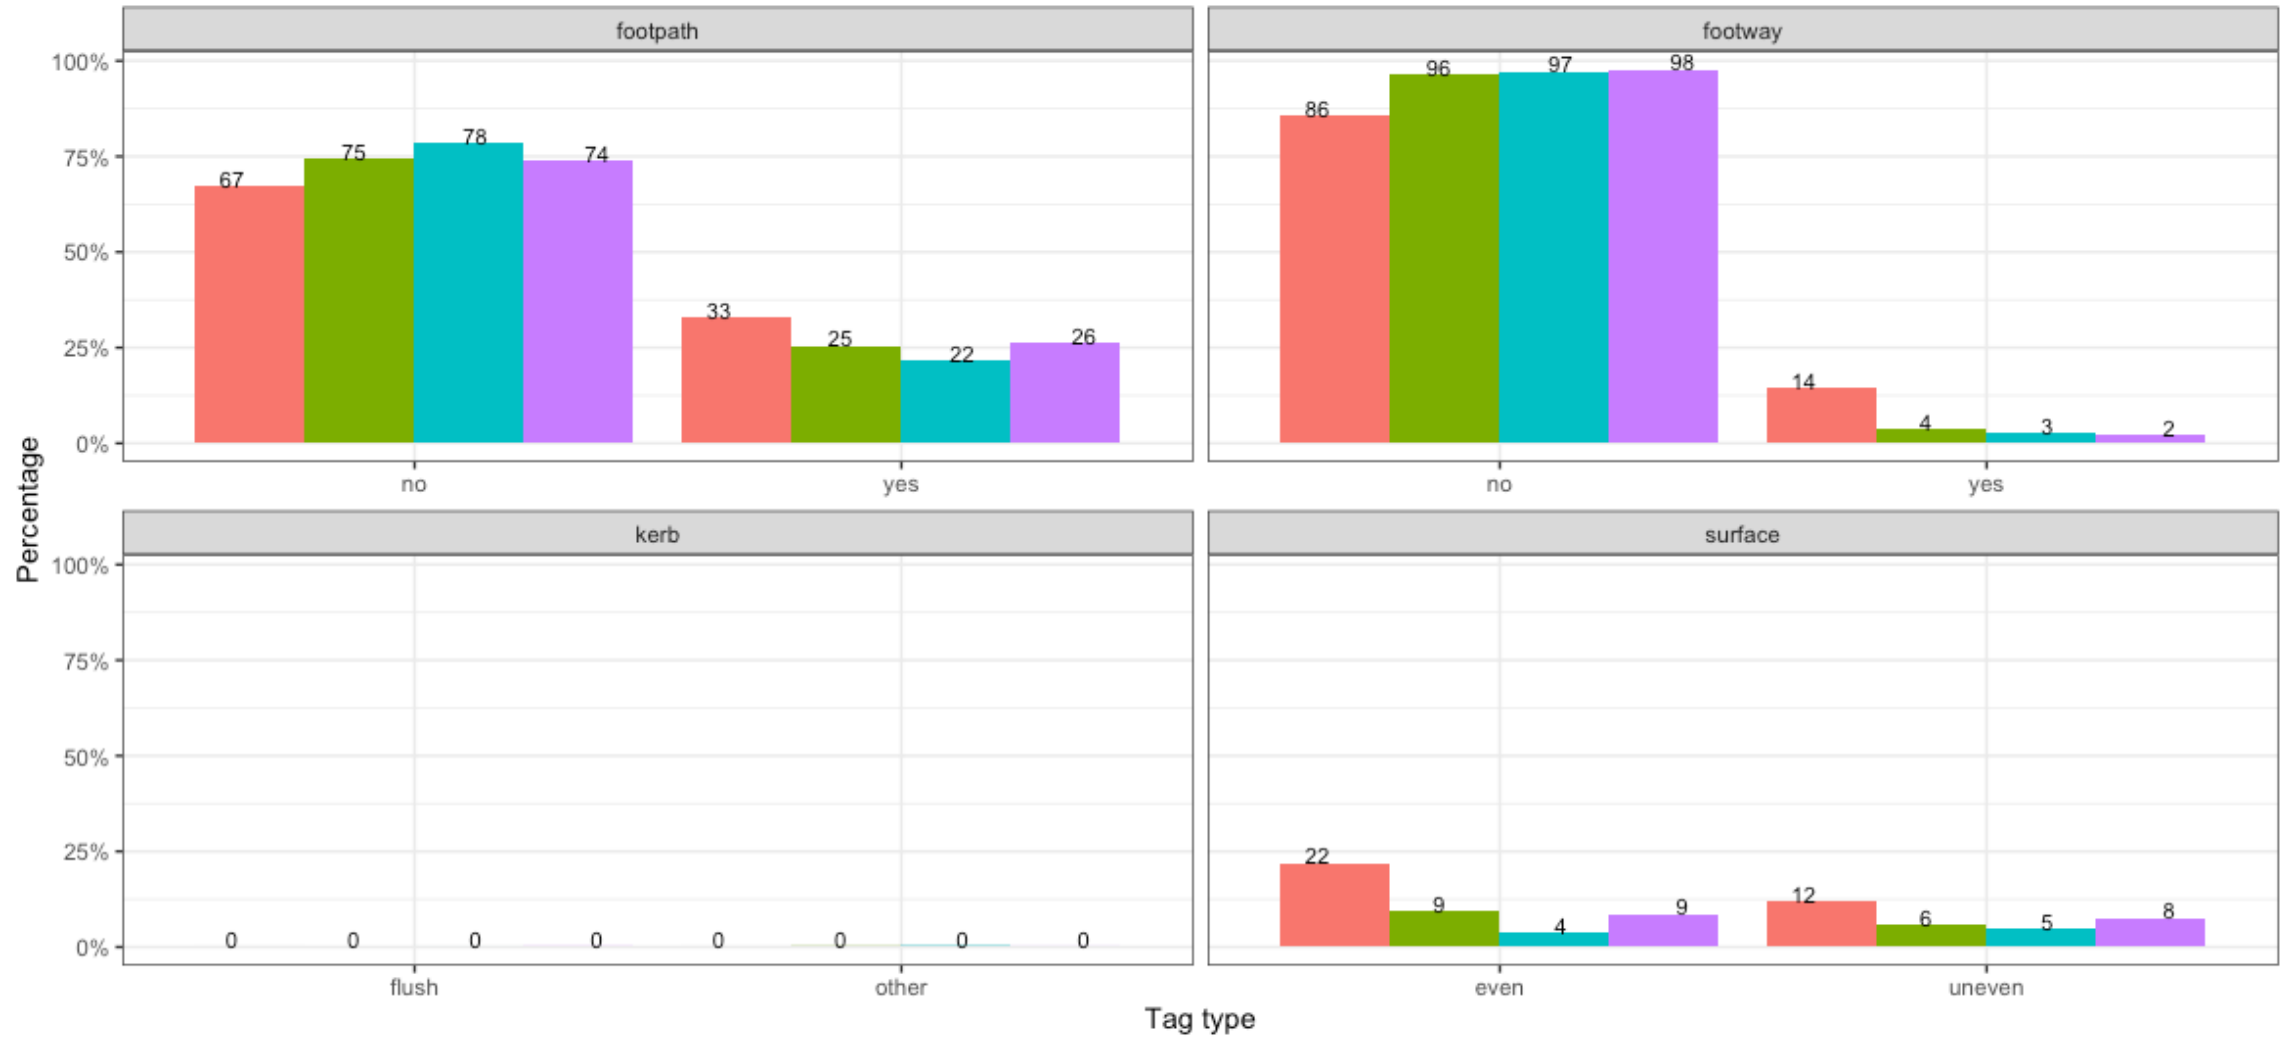 footpath footway
100%
75%
50%
25%
0%
67 75 78 74 33 25 22 26
86 96 97 98 14 4 3 2
no yes no yes
Percentage
kerb surface
100%
75%
50%
25%
0%
0 0 0 0 0 0 0 0
22 9 4 9 12 6 5 8
flush other even uneven
Tag type